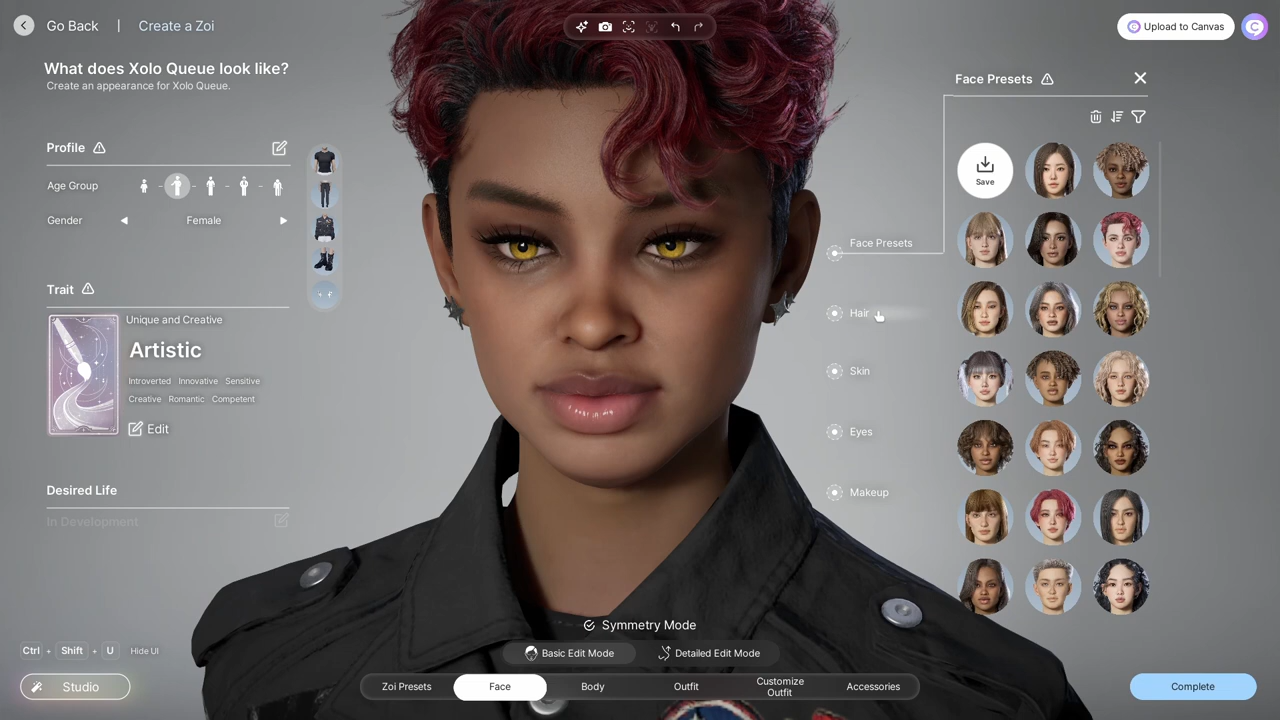 Go Back | Create a Zoi
Upload to Canvas
What does Xolo Queue look like?
Create an appearance for Xolo Queue.
Profile
Age Group
Gender
Female
Trait
Unique and Creative
Artistic
Introverted Innovative Sensitive
Creative Romantic Competent
Edit
Desired Life
In Development
Ctrl + Shift + U Hide UI
Studio
Face Presets
Hair
Skin
Eyes
Makeup
Face Presets
Save
Symmetry Mode
Basic Edit Mode
Detailed Edit Mode
Zoi Presets
Face
Body
Outfit
Customize
Outfit
Accessories
Complete